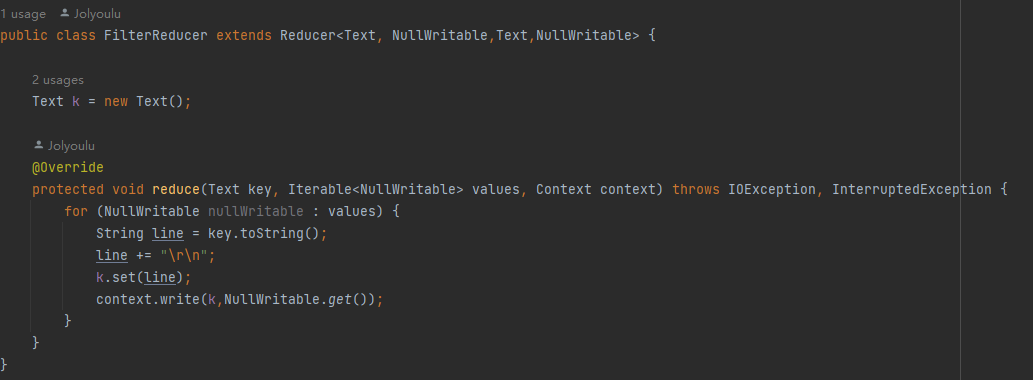 1 usage Jolyoulu
public class FilterReducer extends Reducer<Text, NullWritable,Text,NullWritable> {
2 usages
Text k = new Text();
Jolyoulu
@Override
protected void reduce(Text key, Iterable<NullWritable> values, Context context) throws IOException, InterruptedException {
for (NullWritable nullWritable : values) {
String line = key.toString();
line += "\r\n";
k.set(line);
context.write(k,NullWritable.get());
}
}
}